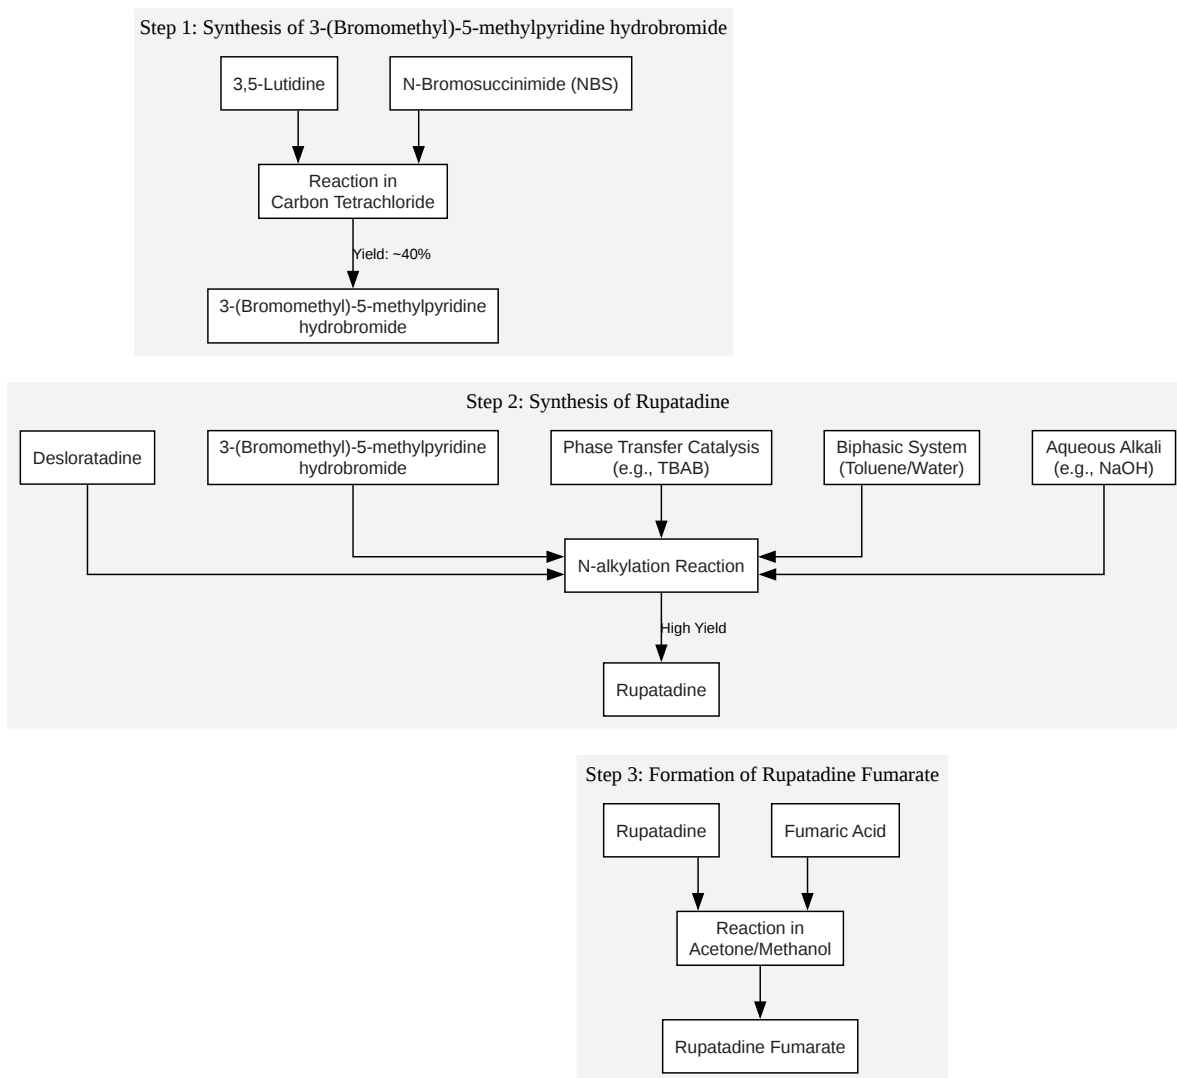 Step 1: Synthesis of 3-(Bromomethyl)-5-methylpyridine hydrobromide
3,5-Lutidine
N-Bromosuccinimide (NBS)
Reaction in
Carbon Tetrachloride
Yield: ~40%
3-(Bromomethyl)-5-methylpyridine
hydrobromide
Step 2: Synthesis of Rupatadine
Desloratadine
3-(Bromomethyl)-5-methylpyridine
hydrobromide
Phase Transfer Catalysis
(e.g., TBAB)
Biphasic System
(Toluene/Water)
Aqueous Alkali
(e.g., NaOH)
N-alkylation Reaction
High Yield
Rupatadine
Step 3: Formation of Rupatadine Fumarate
Rupatadine
Fumaric Acid
Reaction in
Acetone/Methanol
Rupatadine Fumarate